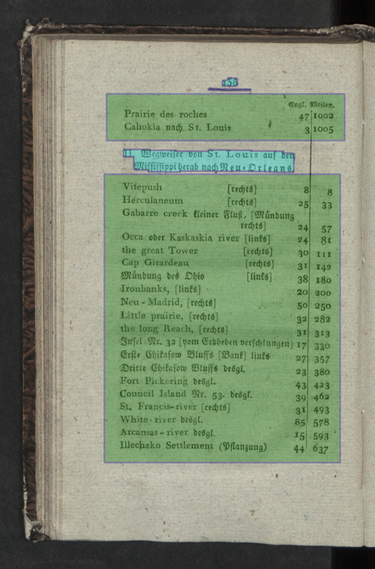 156
Engl. Meilen.
Prairie des roches 47 1002
Cahokia nach St. Louis 3 1005
II. Wegweiser von St. Louis auf den
Mississippi herab nach Neu-Orleans.
Vitepush [rechts] 8 8
Herculaneum [rechts] 25 33
Gabarre creek kleiner Fluß, [Mündung
rechts] 24 57
Occa oder Kaskaskia river [links] 24 81
the great Tower [rechts] 30 111
Cap Girardeau [rechts] 31 142
Mündung des Ohio [links] 38 180
Ironbanks, [links] 20 200
Neu-Madrid, [rechts] 50 250
Little prairie, [rechts] 32 282
the long Reach, [rechts] 31 313
Insel Nr. 32 [vom Erdbeben verschlungen] 17 330
Erste Chikasow Bluffs [Bank] links 27 357
Dritte Chikasow Bluffs desgl. 23 380
Fort Pickering desgl. 43 423
Council Island Nr. 53. desgl. 39 462
St. Francis-river [rechts] 31 493
White-river desgl. 85 578
Arcansas-river desgl. 15 593
Illecheko Settlement (Pflanzung) 44 637